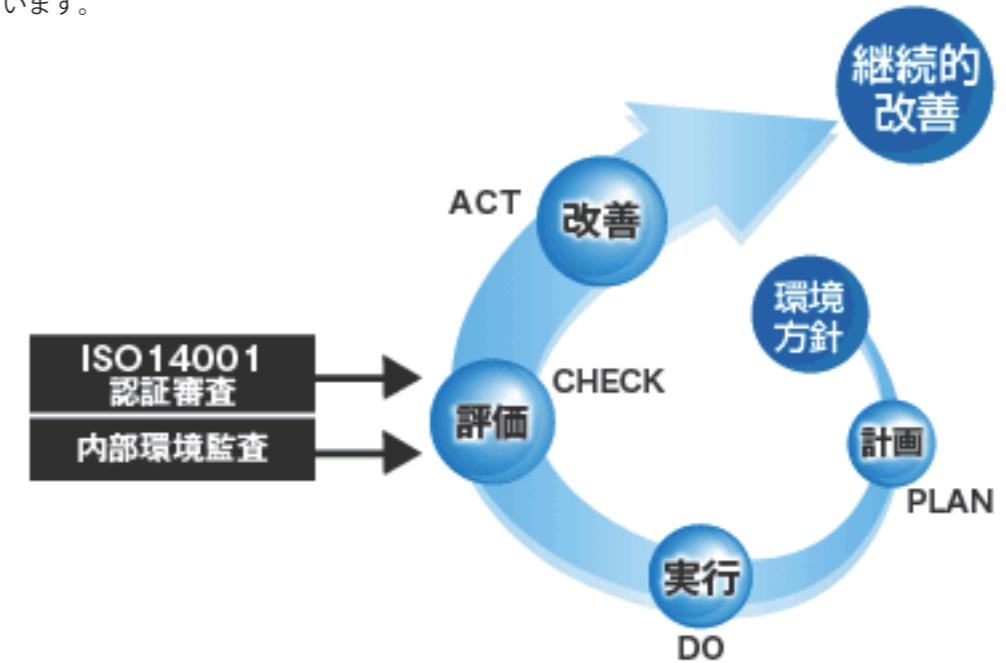 います。
継続的
改善
ACT
改善
環境
方針
ISO14001
認証審査
CHECK
評価
内部環境監査
計画
PLAN
実行
DO